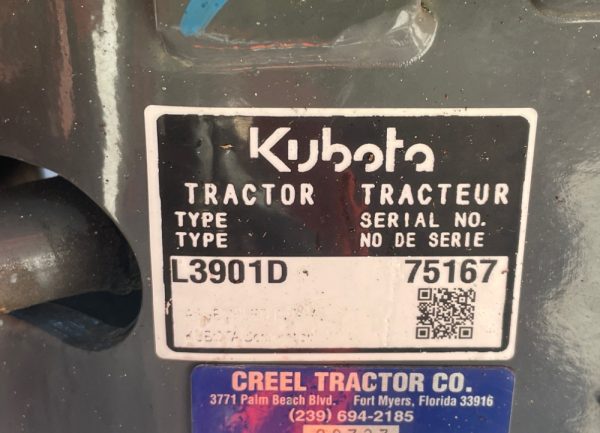 Kubota
TRACTOR TRACTEUR
TYPE SERIAL NO.
TYPE NO DE SERIE
L3901D 75167
CREEL TRACTOR CO.
3771 Palm Beach Blvd. Fort Myers, Florida 33916
(239) 694-2185